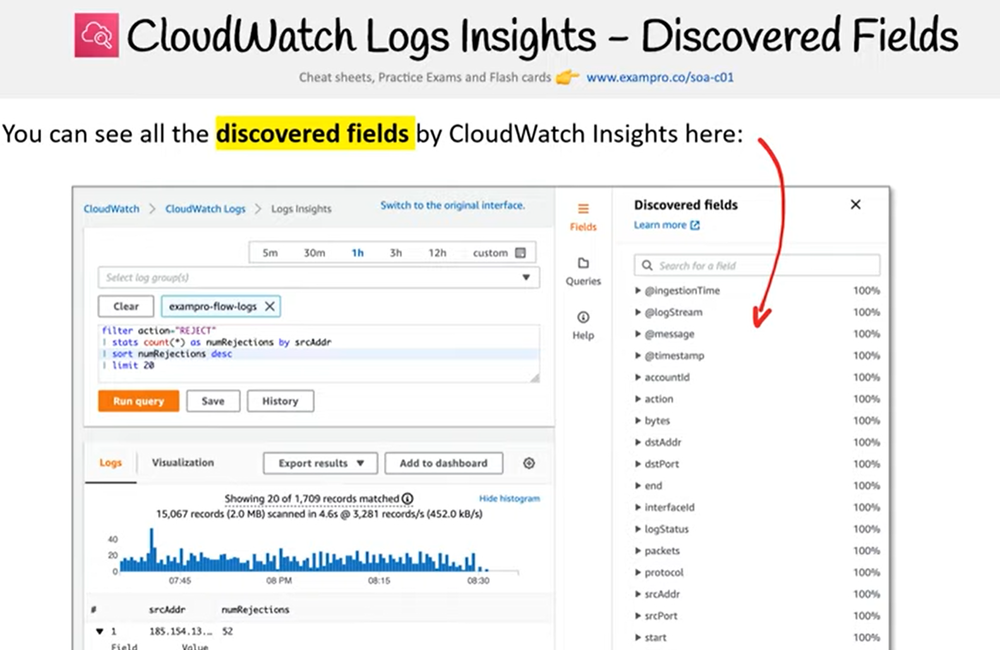 CloudWatch Logs Insights – Discovered Fields
Cheat sheets, Practice Exams and Flash cards 👉 www.exampro.co/soa-c01
You can see all the discovered fields by CloudWatch Insights here:
CloudWatch > CloudWatch Logs > Logs Insights
Switch to the original interface.
5m 30m 1h 3h 12h custom
Select log group(s)
Clear exampro-flow-logs
filter action="REJECT"
| stats count(*) as numRejections by srcAddr
| sort numRejections desc
| limit 20
Run query Save History
Logs Visualization Export results Add to dashboard
Showing 20 of 1,709 records matched
Hide histogram
15,067 records (2.0 MB) scanned in 4.6s @ 3,281 records/s (452.0 kB/s)
40
20
0
07:45 08 PM 08:15 08:30
# srcAddr numRejections
1 185.154.13... 52
Field Value
Fields
Queries
Help
Discovered fields
Learn more
Search for a field
@ingestionTime 100%
@logStream 100%
@message 100%
@timestamp 100%
accountId 100%
action 100%
bytes 100%
dstAddr 100%
dstPort 100%
end 100%
interfaceId 100%
logStatus 100%
packets 100%
protocol 100%
srcAddr 100%
srcPort 100%
start 100%